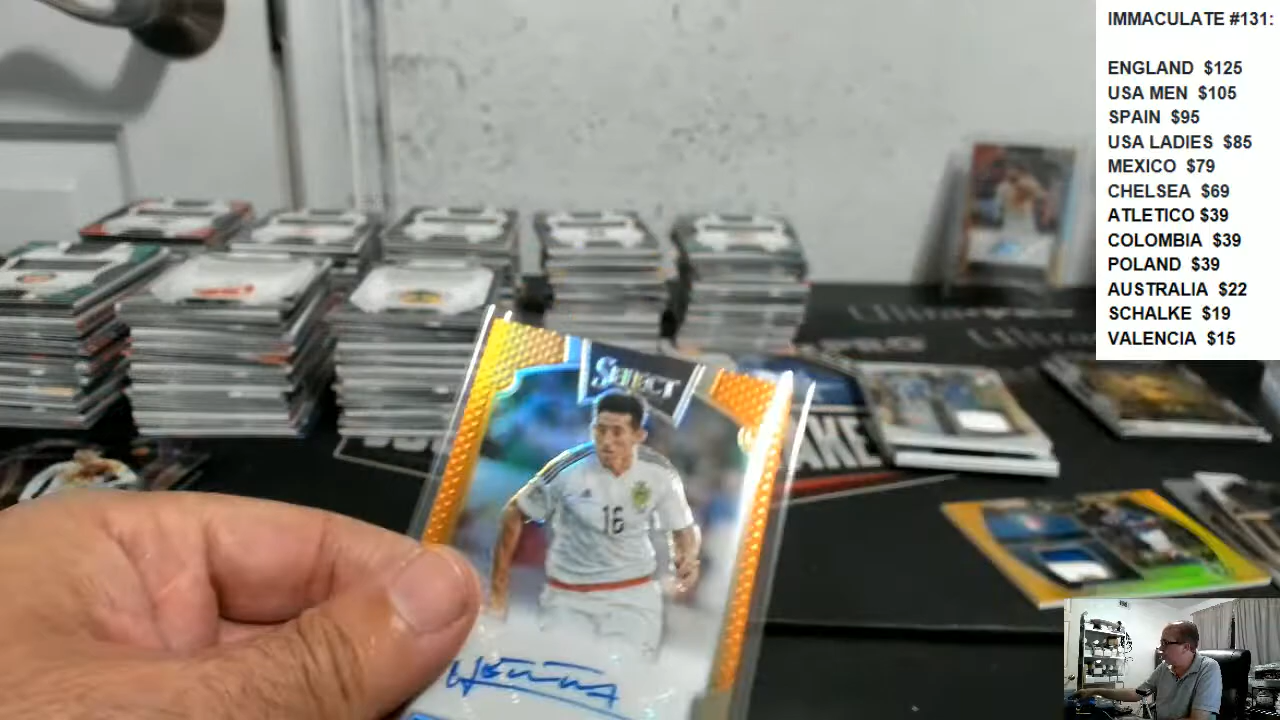 IMMACULATE #131:
ENGLAND $125
USA MEN $105
SPAIN $95
USA LADIES $85
MEXICO $79
CHELSEA $69
ATLETICO $39
COLOMBIA $39
POLAND $39
AUSTRALIA $22
SCHALKE $19
VALENCIA $15
SELECT
16